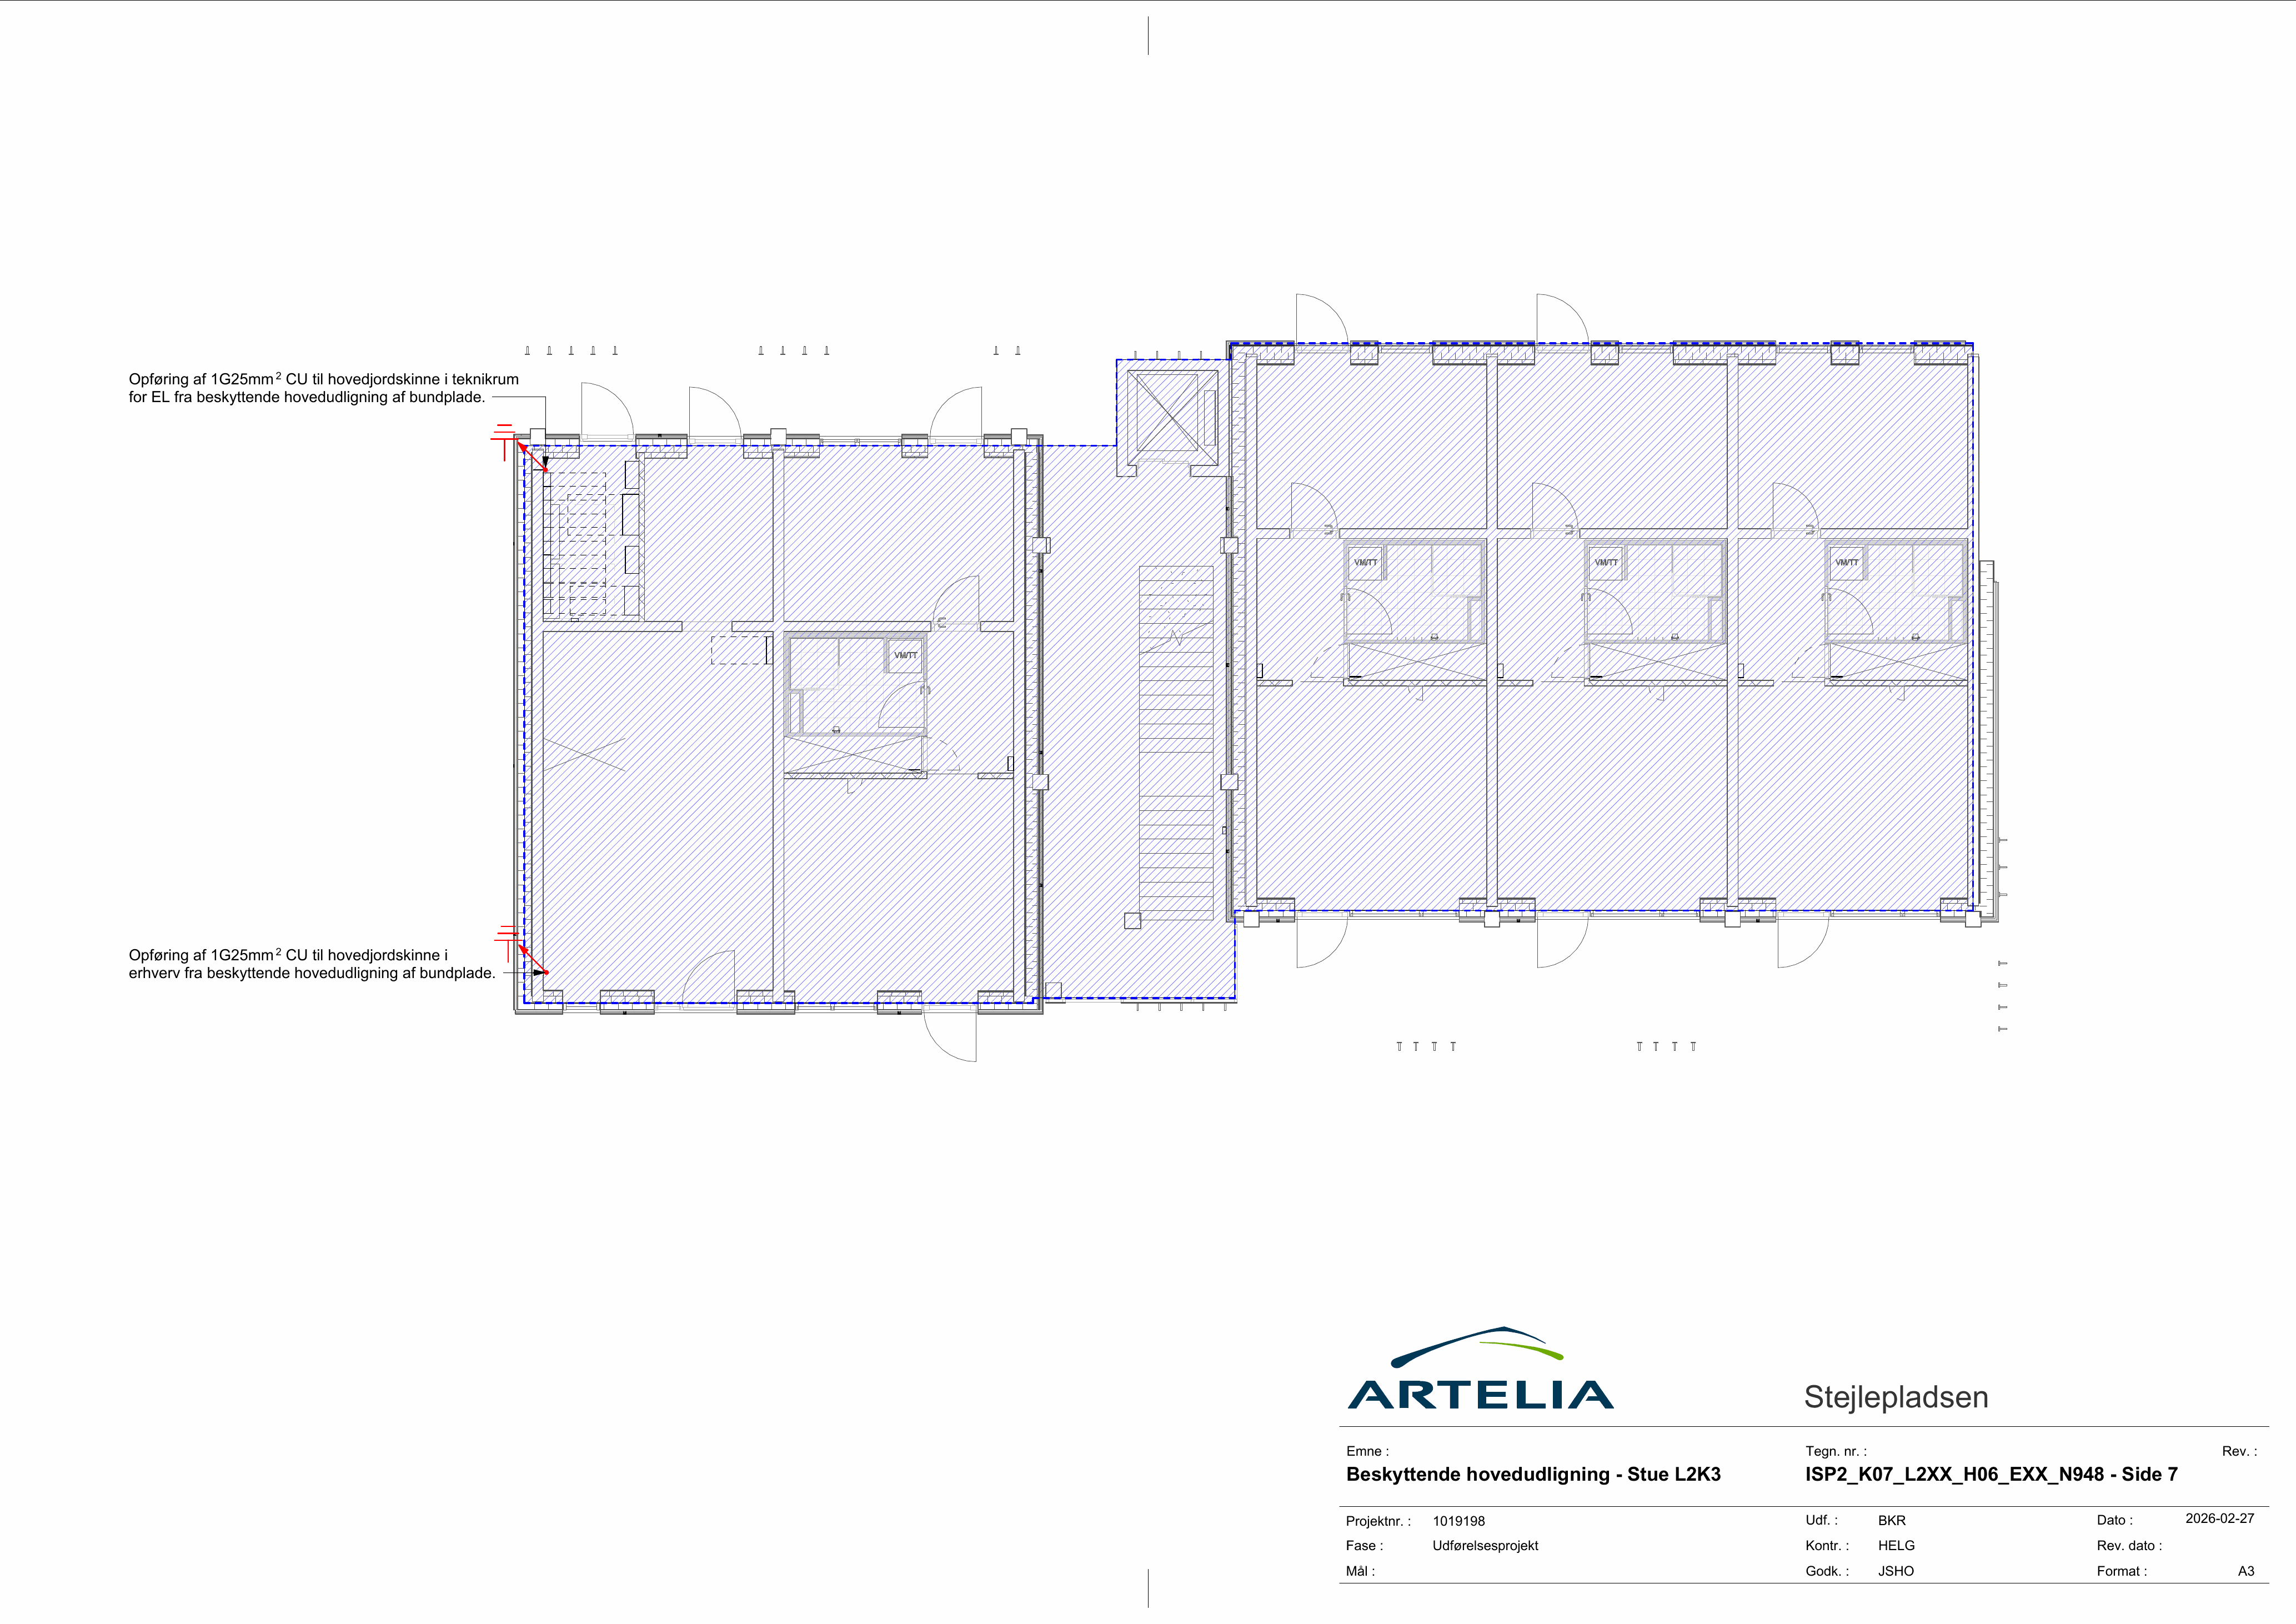 Opføring af 1G25mm² CU til hovedjordskinne i teknikrum
for EL fra beskyttende hovedudligning af bundplade.
VM/TT
VM/TT
VM/TT
VM/TT
Opføring af 1G25mm² CU til hovedjordskinne i
erhverv fra beskyttende hovedudligning af bundplade.
ARTELIA
Stejlepladsen
Emne :
Beskyttende hovedudligning - Stue L2K3
Tegn. nr. :
Rev. :
ISP2_K07_L2XX_H06_EXX_N948 - Side 7
Projektnr. : 1019198
Fase : Udførelsesprojekt
Mål :
Udf. : BKR
Kontr. : HELG
Godk. : JSHO
Dato : 2026-02-27
Rev. dato :
Format : A3